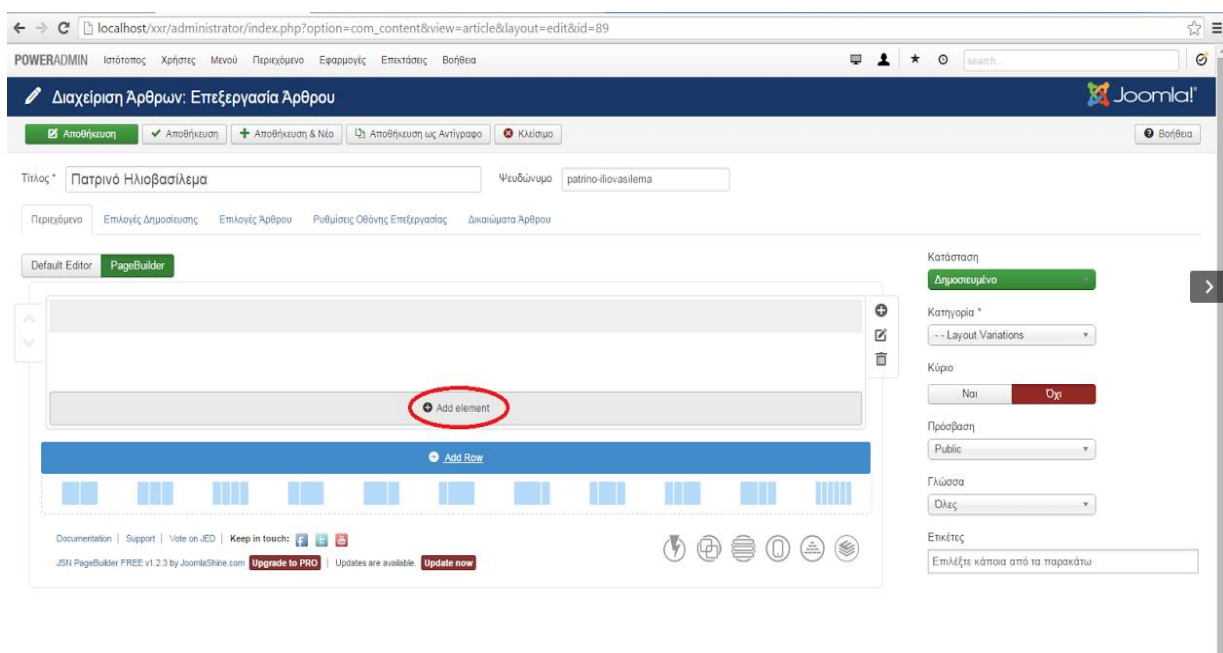 localhost/xxr/administrator/index.php?option=com_content&view=article&layout=edit&id=89
POWERADMIN Ιστότοπος Χρήστες Μενού Περιεχόμενο Εφαρμογές Επεκτάσεις Βοήθεια search...
Διαχείριση Άρθρων: Επεξεργασία Άρθρου Joomla!
Αποθήκευση Αποθήκευση Αποθήκευση & Νέο Αποθήκευση ως Αντίγραφο Κλείσιμο Βοήθεια
Τίτλος * Πατρινό Ηλιοβασίλεμα Ψευδώνυμο patrino-iliovasilema
Περιεχόμενο Επιλογές Δημοσίευσης Επιλογές Άρθρου Ρυθμίσεις Οθόνης Επεξεργασίας Δικαιώματα Άρθρου
Default Editor PageBuilder
Add element
Add Row
Documentation | Support | Vote on JED | Keep in touch:
JSN PageBuilder FREE v1.2.3 by JoomlaShine.com Upgrade to PRO | Updates are available. Update now
Κατάσταση
Δημοσιευμένο
Κατηγορία *
- - Layout Variations
Κύριο
Ναι Όχι
Πρόσβαση
Public
Γλώσσα
Όλες
Ετικέτες
Επιλέξτε κάποια από τα παρακάτω